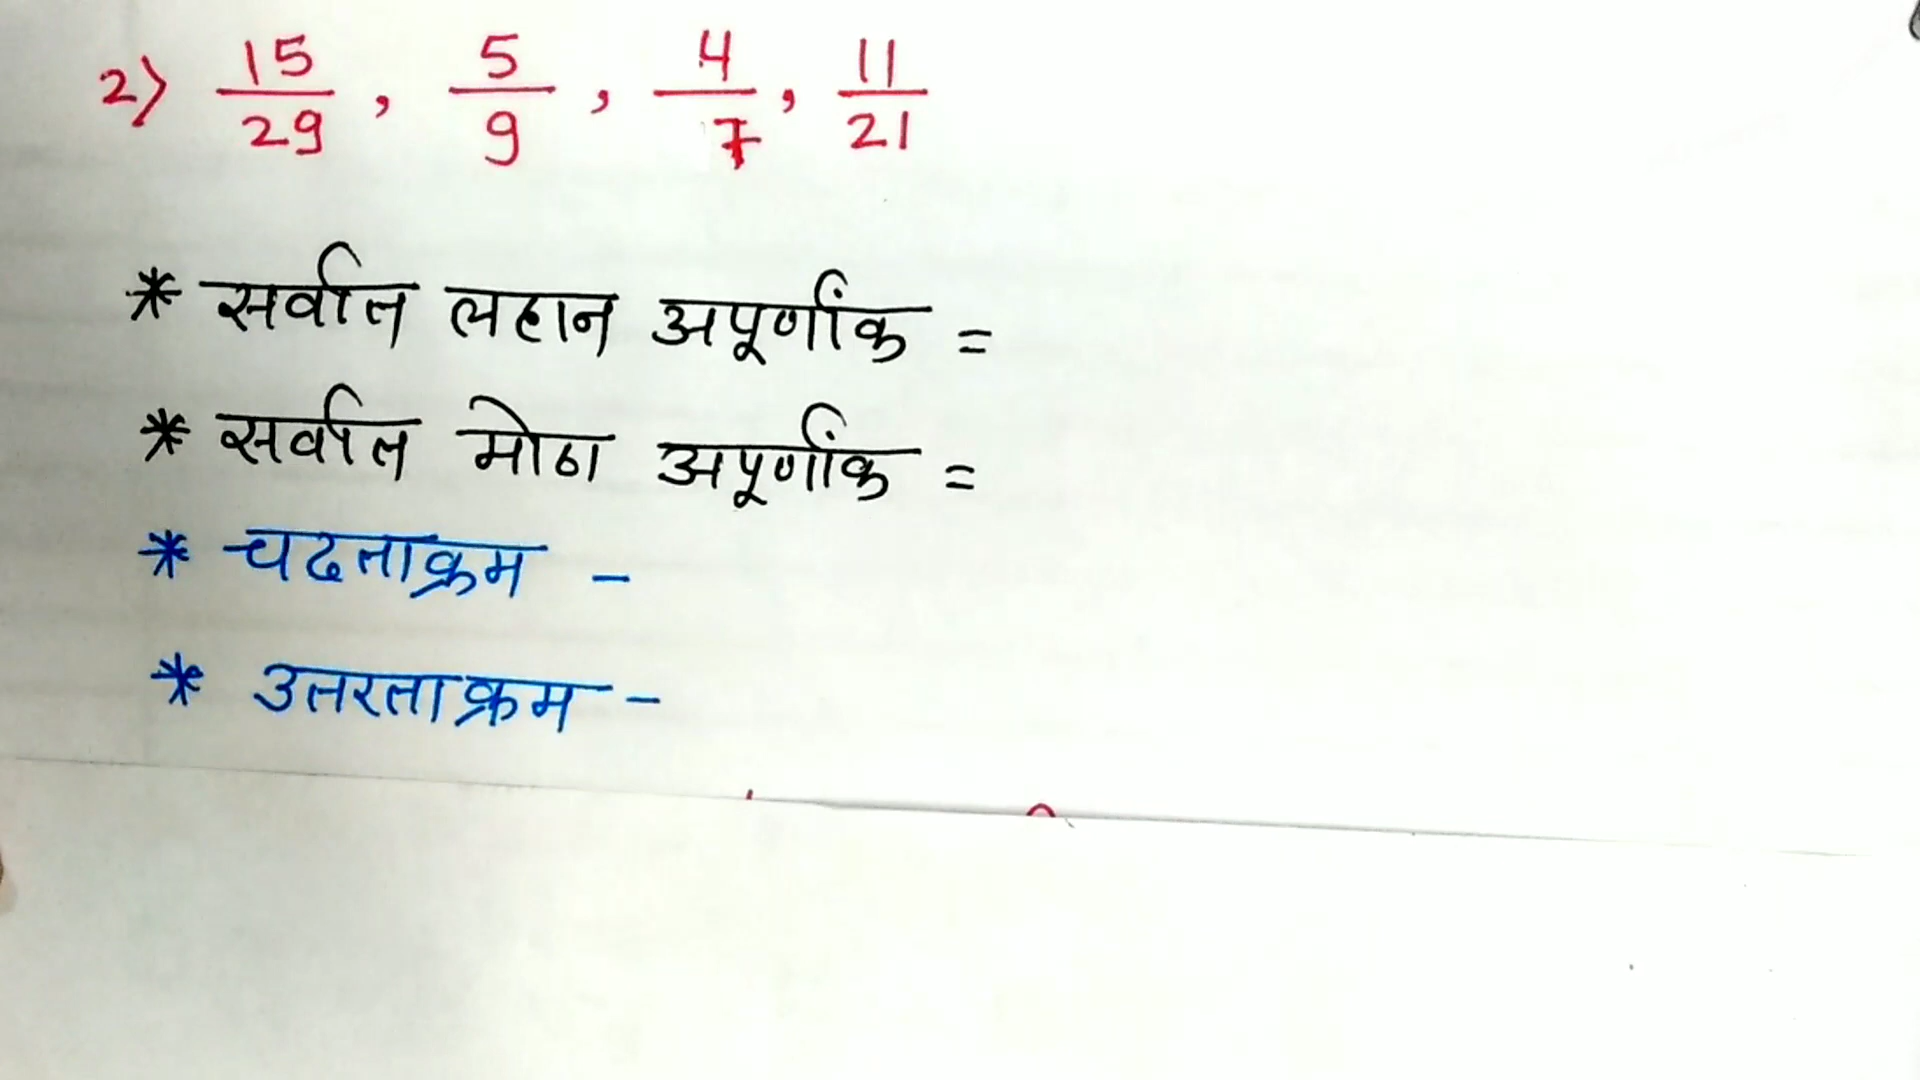 2) 15/29 , 5/9 , 4/7 , 11/21
* सर्वात लहान अपूर्णांक =
* सर्वात मोठा अपूर्णांक =
* चढताक्रम -
* उतरताक्रम -